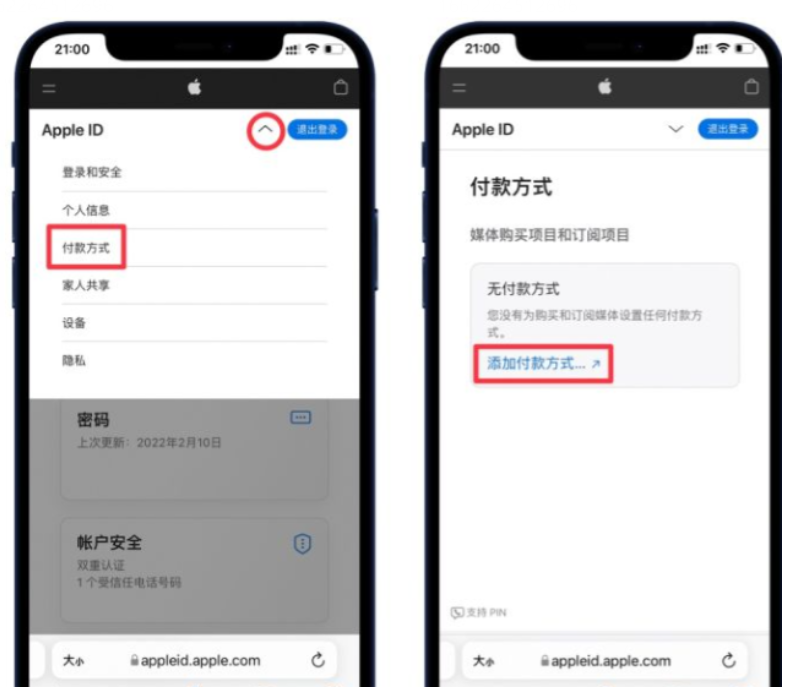 21:00
Apple ID
退出登录
登录和安全
个人信息
付款方式
家人共享
设备
隐私
密码
上次更新：2022年2月10日
帐户安全
双重认证
1个受信任电话号码
大小
appleid.apple.com
21:00
Apple ID
退出登录
付款方式
媒体购买项目和订阅项目
无付款方式
您没有为购买和订阅媒体设置任何付款方
式。
添加付款方式... ↗
支持 PIN
大小
appleid.apple.com